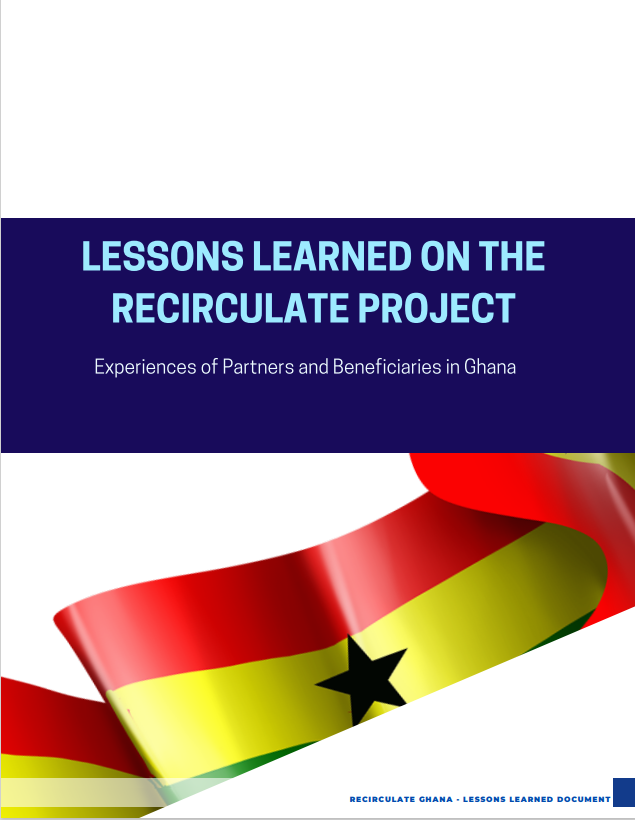 LESSONS LEARNED ON THE
RECIRCULATE PROJECT
Experiences of Partners and Beneficiaries in Ghana
RECIRCULATE GHANA - LESSONS LEARNED DOCUMENT